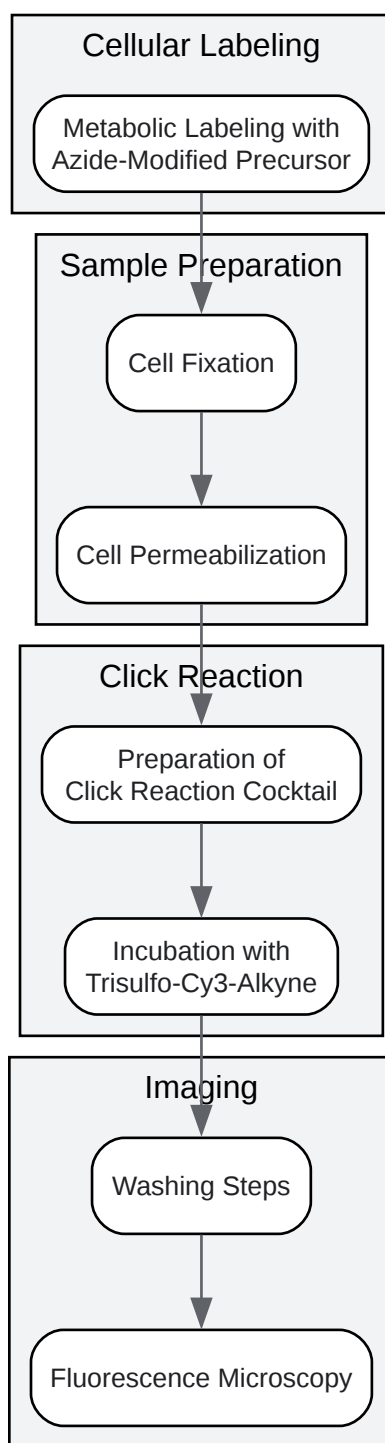 Cellular Labeling
Metabolic Labeling with
Azide-Modified Precursor
Sample Preparation
Cell Fixation
Cell Permeabilization
Click Reaction
Preparation of
Click Reaction Cocktail
Incubation with
Trisulfo-Cy3-Alkyne
Imaging
Washing Steps
Fluorescence Microscopy